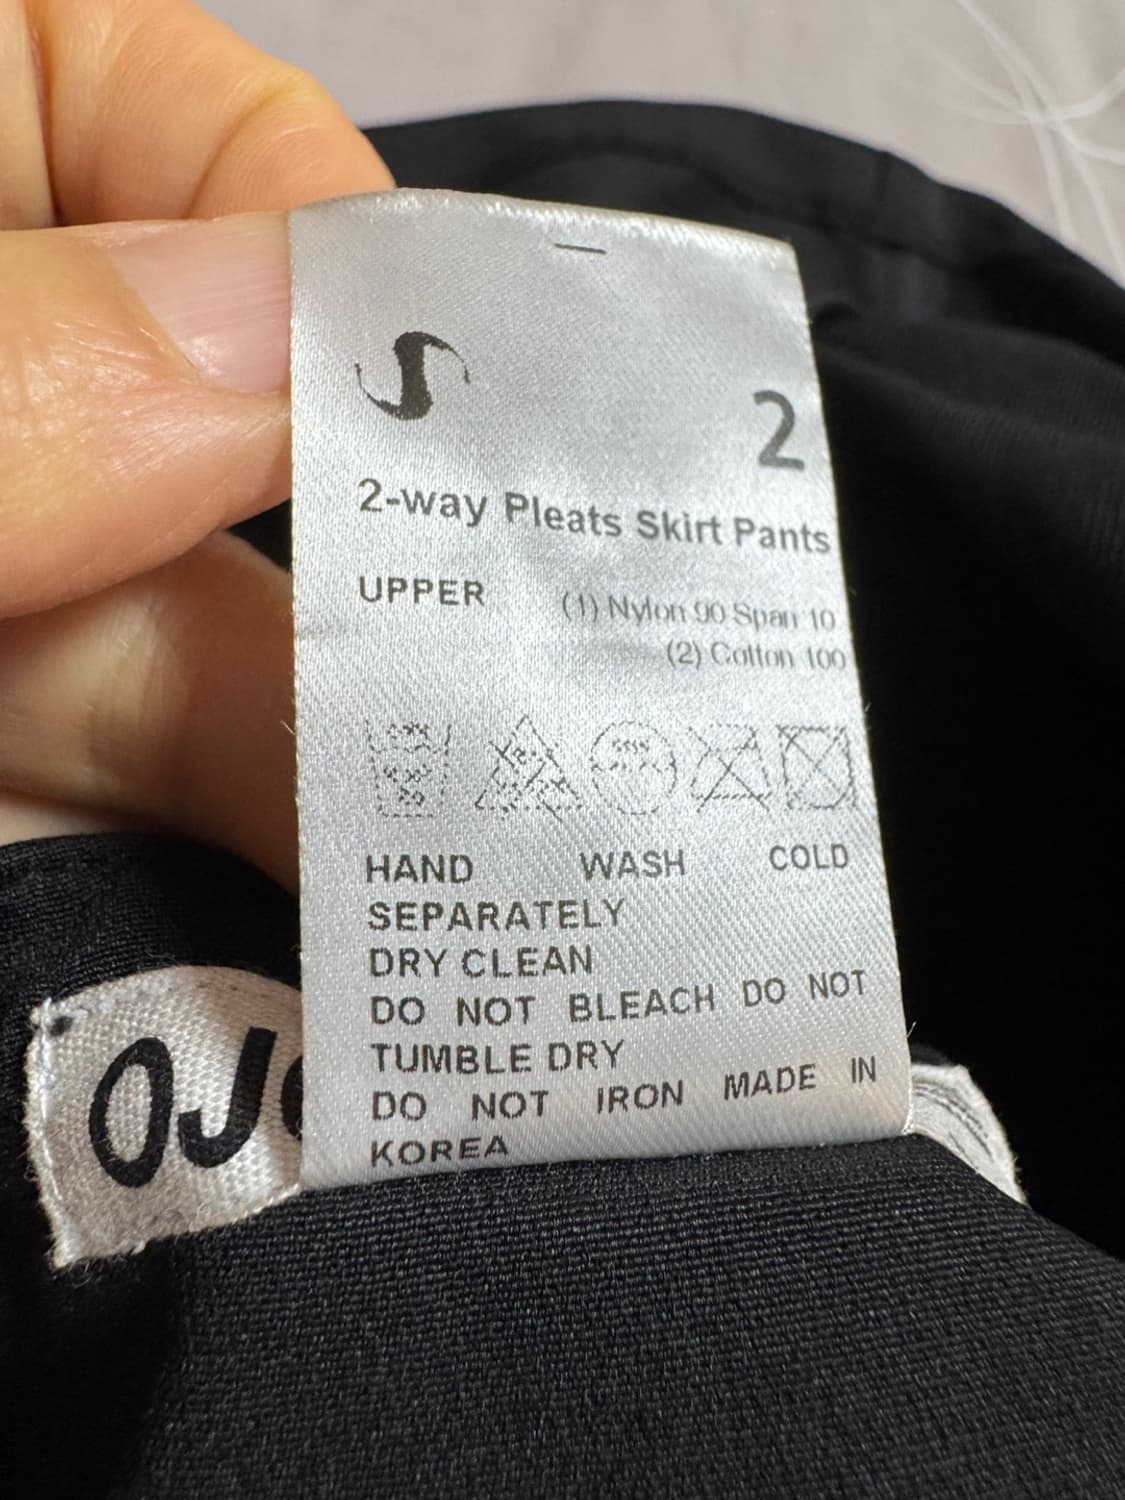 2
2-way Pleats Skirt Pants
UPPER (1) Nylon 90 Span 10
(2) Cotton 100
HAND WASH COLD
SEPARATELY
DRY CLEAN
DO NOT BLEACH DO NOT
TUMBLE DRY
DO NOT IRON MADE IN
KOREA
OJ